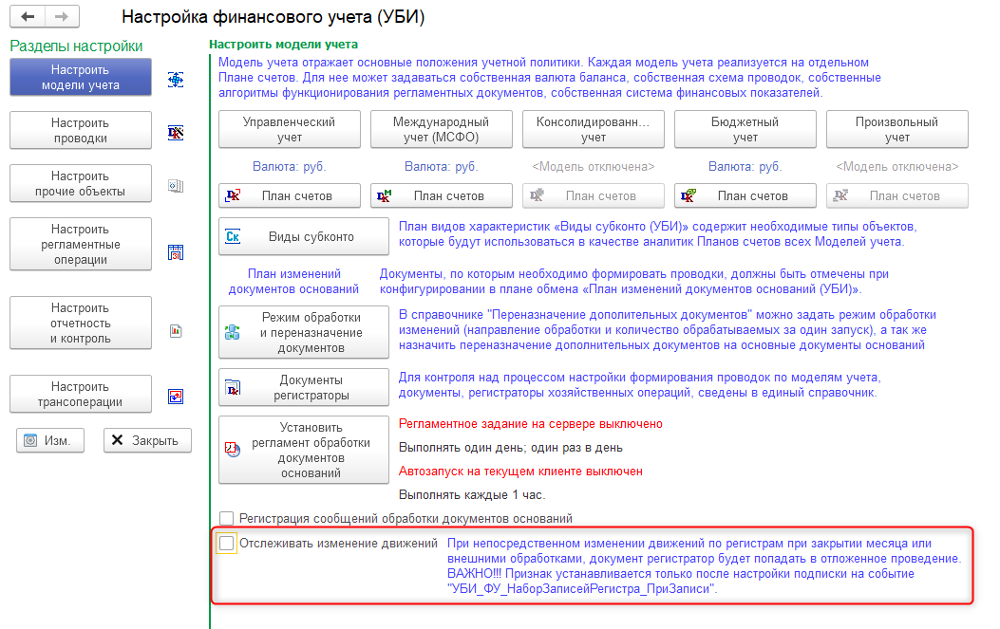 Настройка финансового учета (УБИ)
Разделы настройки
Настроить
модели учета
Настроить
проводки
Настроить
прочие объекты
Настроить
регламентные
операции
Настроить
отчетность
и контроль
Настроить
трансоперации
Изм.
Закрыть
Настроить модели учета
Модель учета отражает основные положения учетной политики. Каждая модель учета реализуется на отдельном
Плане счетов. Для нее может задаваться собственная валюта баланса, собственная схема проводок, собственные
алгоритмы функционирования регламентных документов, собственная система финансовых показателей.
Управленческий
учет
Международный
учет (МСФО)
Консолидированн...
учет
Бюджетный
учет
Произвольный
учет
Валюта: руб.
Валюта: руб.
<Модель отключена>
Валюта: руб.
<Модель отключена>
План счетов
План счетов
План счетов
План счетов
План счетов
Виды субконто
План видов характеристик «Виды субконто (УБИ)» содержит необходимые типы объектов,
которые будут использоваться в качестве аналитик Планов счетов всех Моделей учета.
План изменений
документов оснований
Документы, по которым необходимо формировать проводки, должны быть отмечены при
конфигурировании в плане обмена «План изменений документов оснований (УБИ)».
Режим обработки
и переназначение
документов
В справочнике "Переназначение дополительных документов" можно задать режим обработки
изменений (направление обработки и количество обрабатываемых за один запуск), а так же
назначить переназначение дополнительных документов на основные документы оснований
Документы
регистраторы
Для контроля над процессом настройки формирования проводок по моделям учета,
документы, регистраторы хозяйственных операций, сведены в единый справочник.
Установить
регламент обработки
документов
оснований
Регламентное задание на сервере выключено
Выполнять один день; один раз в день
Автозапуск на текущем клиенте выключен
Выполнять каждые 1 час.
Регистрация сообщений обработки документов оснований
Отслеживать изменение движений
При непосредственном изменении движений по регистрам при закрытии месяца или
внешними обработками, документ регистратор будет попадать в отложенное проведение.
ВАЖНО!!! Признак устанавливается только после настройки подписки на событие
"УБИ_ФУ_НаборЗаписейРегистра_ПриЗаписи".